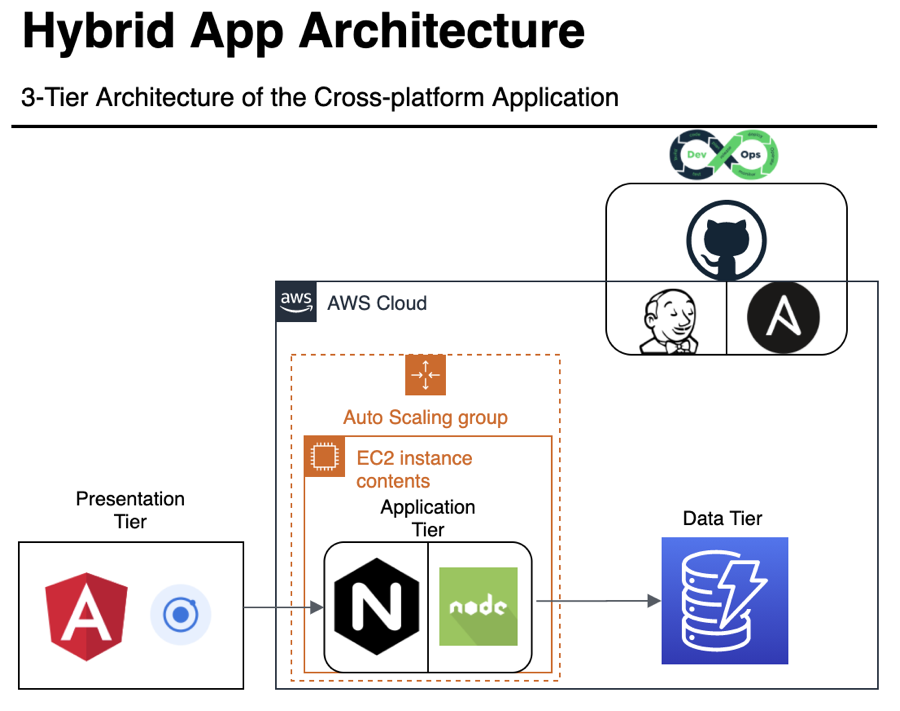 Hybrid App Architecture
3-Tier Architecture of the Cross-platform Application
Dev Ops
aws
AWS Cloud
Auto Scaling group
EC2 instance
contents
Presentation
Tier
Application
Tier
Data Tier
A
N
node
A